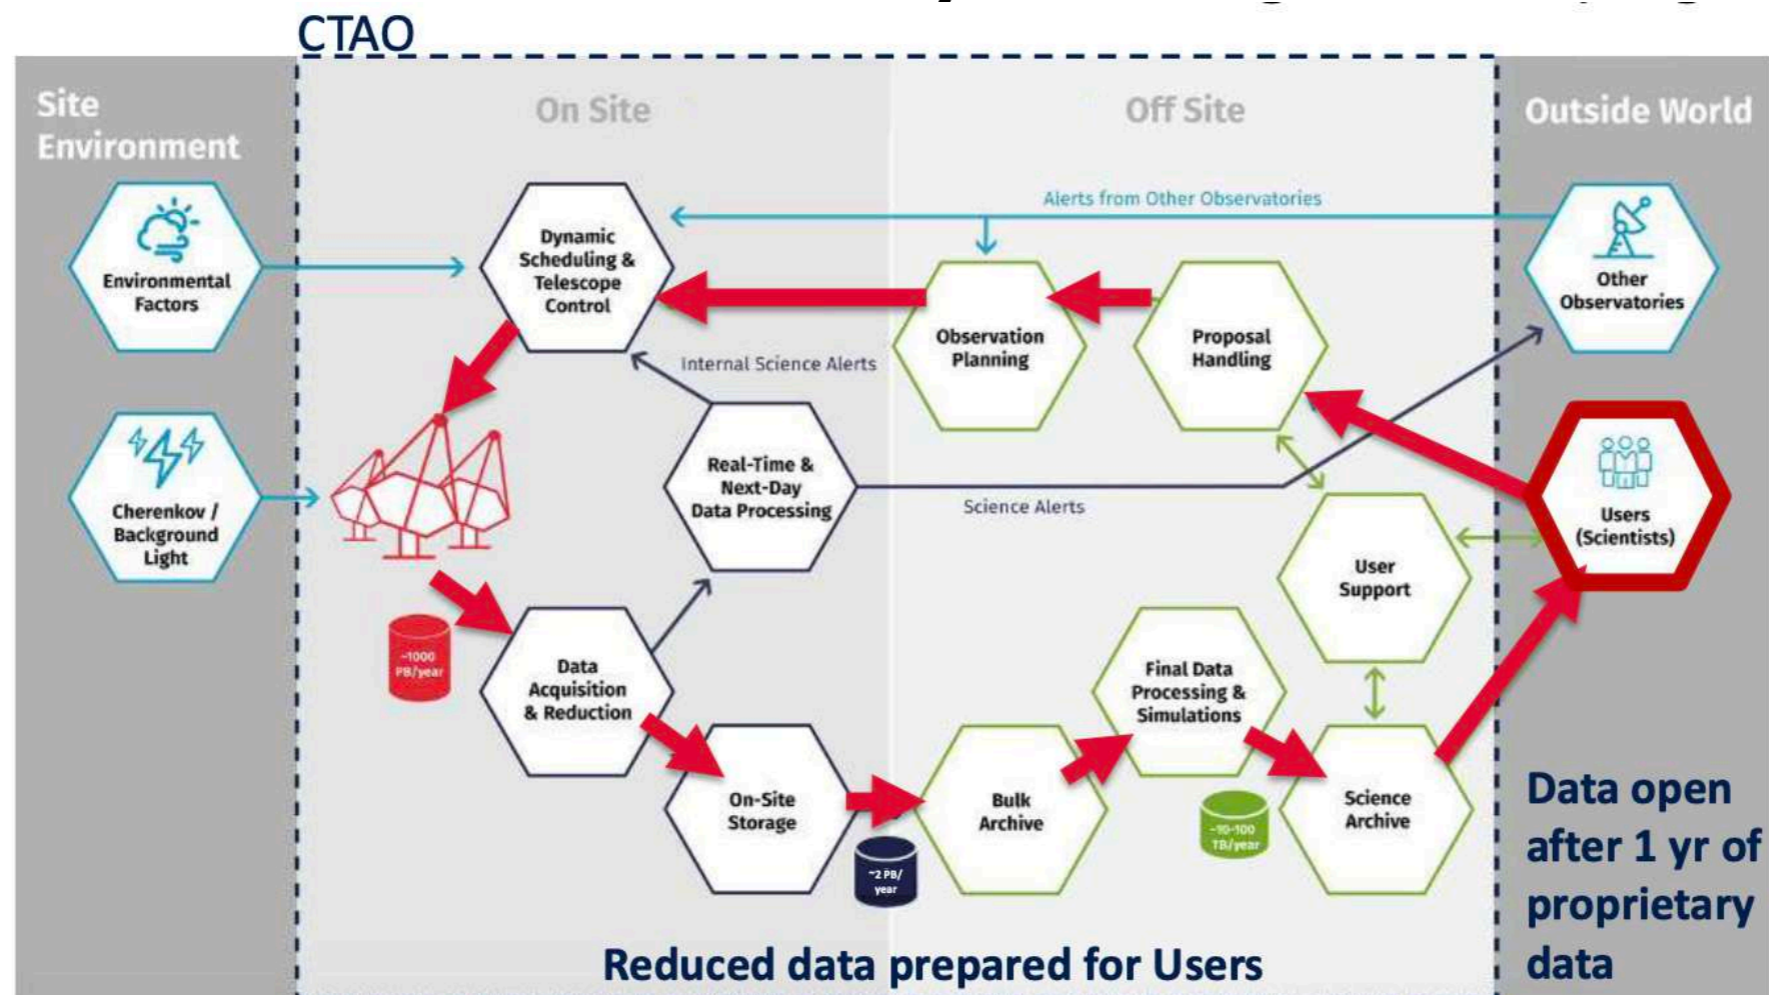 CTAO
Site
Environment
On Site
Off Site
Outside World
Environmental
Factors
Dynamic
Scheduling &
Telescope
Control
Alerts from Other Observatories
Other
Observatories
Observation
Planning
Proposal
Handling
Internal Science Alerts
Cherenkov /
Background
Light
Real-Time &
Next-Day
Data Processing
Science Alerts
Users
(Scientists)
User
Support
~1000
PB/year
Data
Acquisition
& Reduction
Final Data
Processing &
Simulations
On-Site
Storage
~2 PB/
year
Bulk
Archive
~10-100
TB/year
Science
Archive
Data open
after 1 yr of
proprietary
data
Reduced data prepared for Users